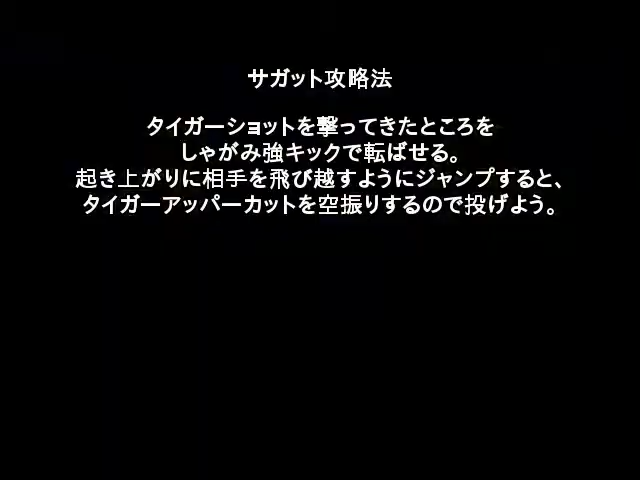 サガット攻略法
タイガーショットを撃ってきたところを
しゃがみ強キックで転ばせる。
起き上がりに相手を飛び越すようにジャンプすると、
タイガーアッパーカットを空振りするので投げよう。